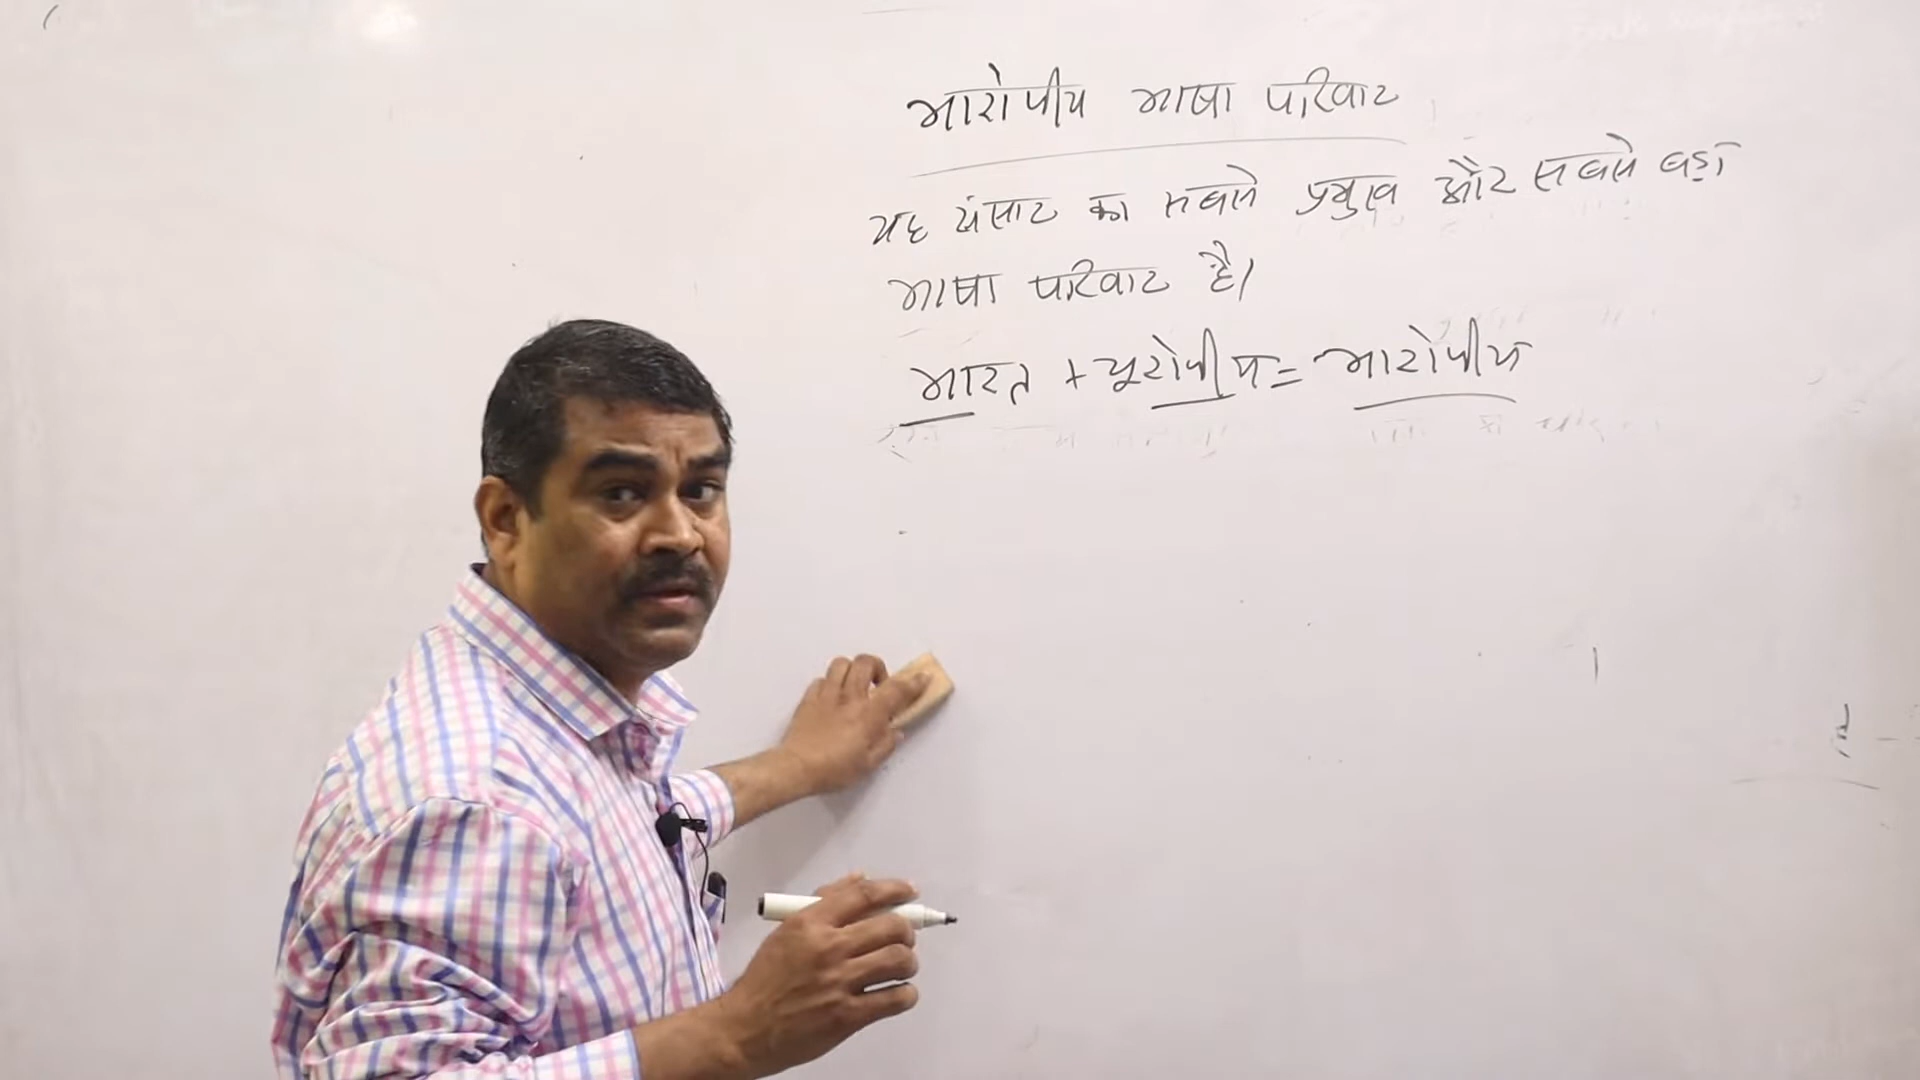 भारोपीय भाषा परिवार
यह संसार का सबसे प्रमुख और सबसे बड़ा
भाषा परिवार है।
भारत + यूरोपीय = भारोपीय